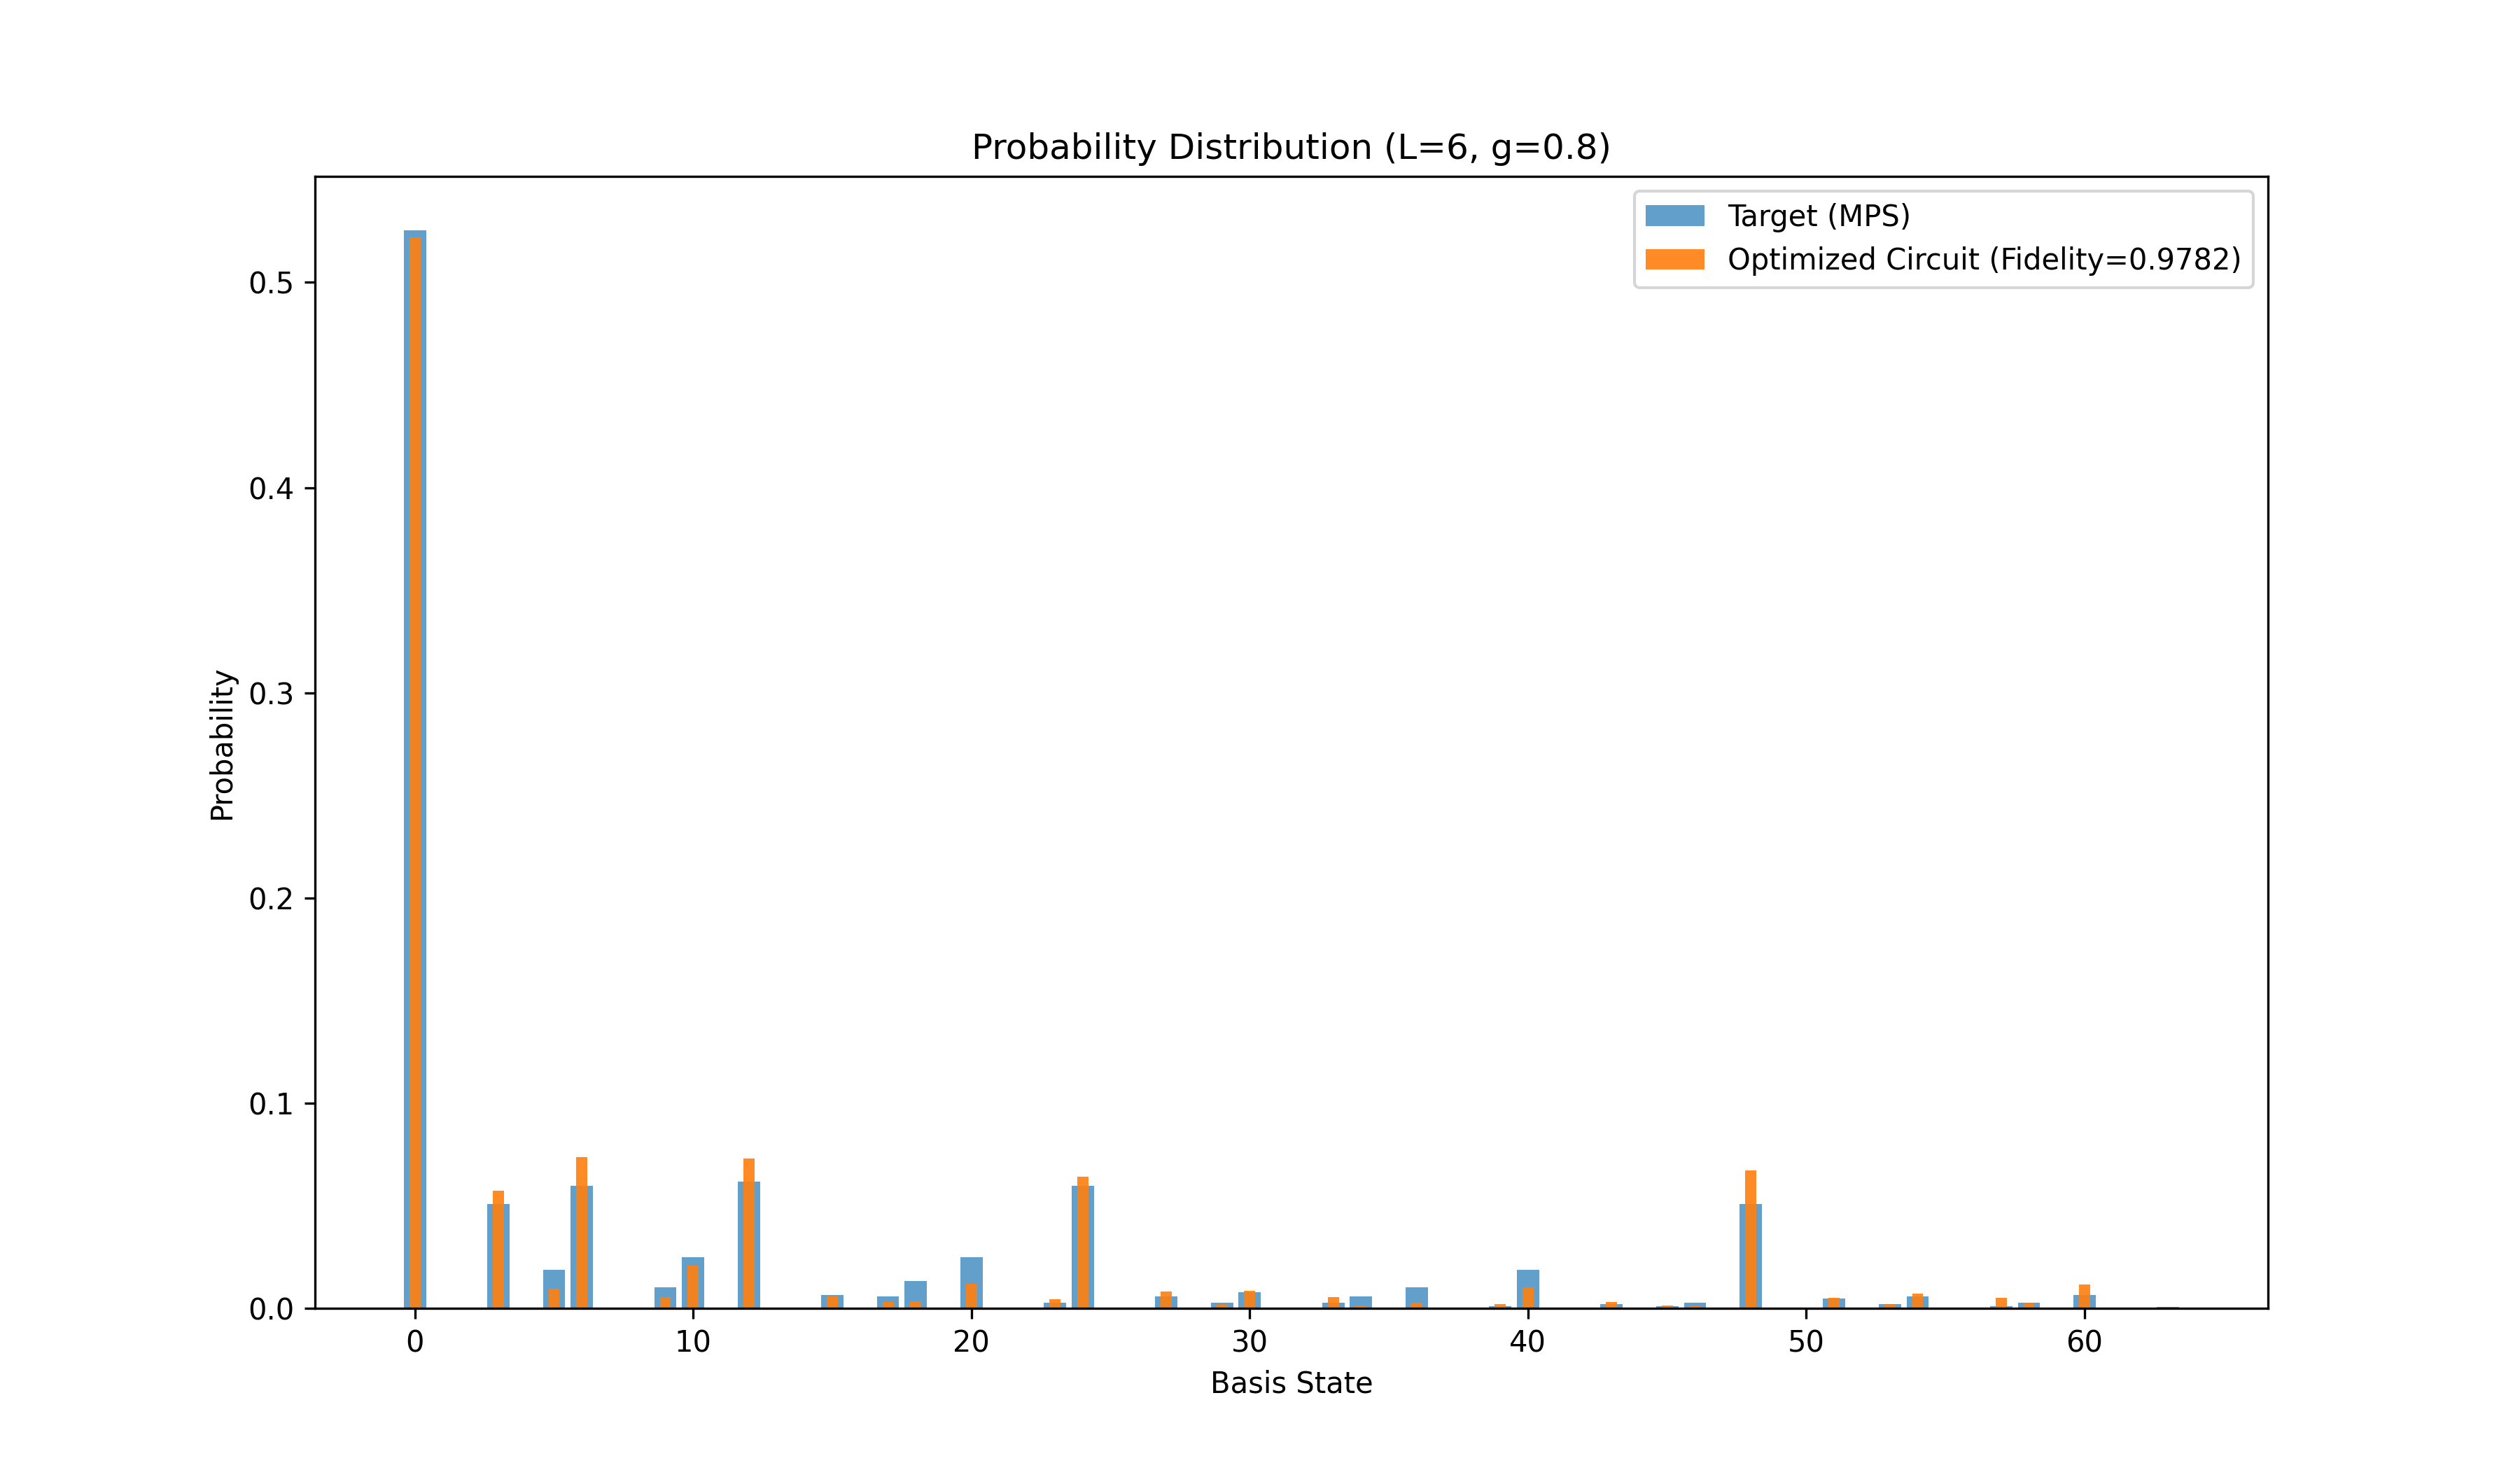 Probability Distribution (L=6, g=0.8)
Target (MPS)
Optimized Circuit (Fidelity=0.9782)
Probability
0.5
0.4
0.3
0.2
0.1
0.0
0 10 20 30 40 50 60
Basis State